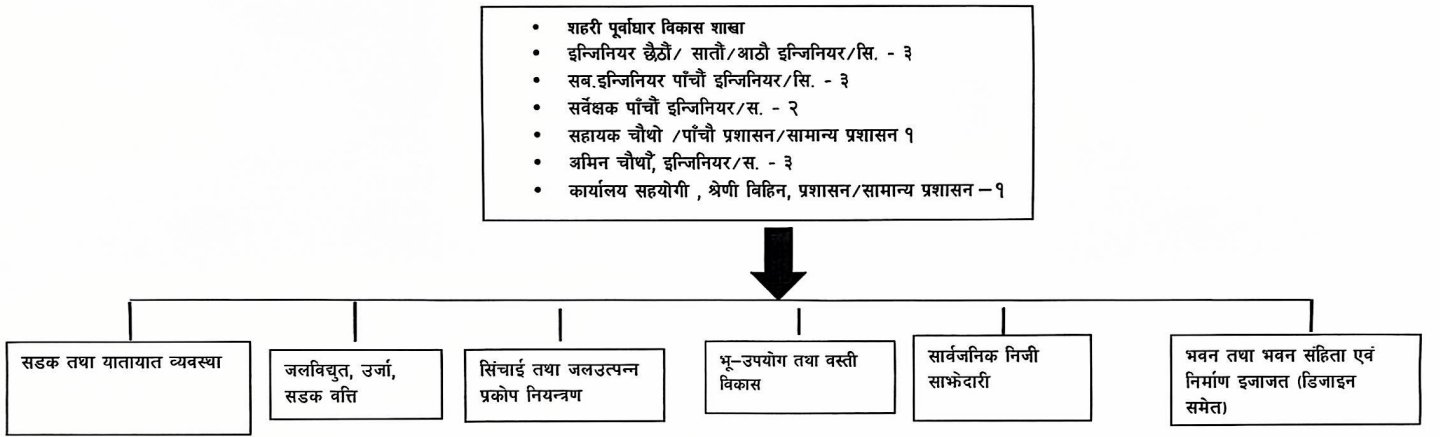 • शहरी पूर्वाधार विकास शाखा
• इन्जिनियर छैठौं/ सातौं/आठौ इन्जिनियर/सि. - ३
• सब.इन्जिनियर पाँचौं इन्जिनियर/सि. - ३
• सर्वेक्षक पाँचौं इन्जिनियर/स. - २
• सहायक चौथो /पाँचौ प्रशासन/सामान्य प्रशासन १
• अमिन चौथौं, इन्जिनियर/स. - ३
• कार्यालय सहयोगी , श्रेणी विहिन, प्रशासन/सामान्य प्रशासन –१
सडक तथा यातायात व्यवस्था
जलविद्युत, उर्जा,
सडक वत्ति
सिंचाई तथा जलउत्पन्न
प्रकोप नियन्त्रण
भू–उपयोग तथा वस्ती
विकास
सार्वजनिक निजी
साझेदारी
भवन तथा भवन संहिता एवं
निर्माण इजाजत (डिजाइन
समेत)